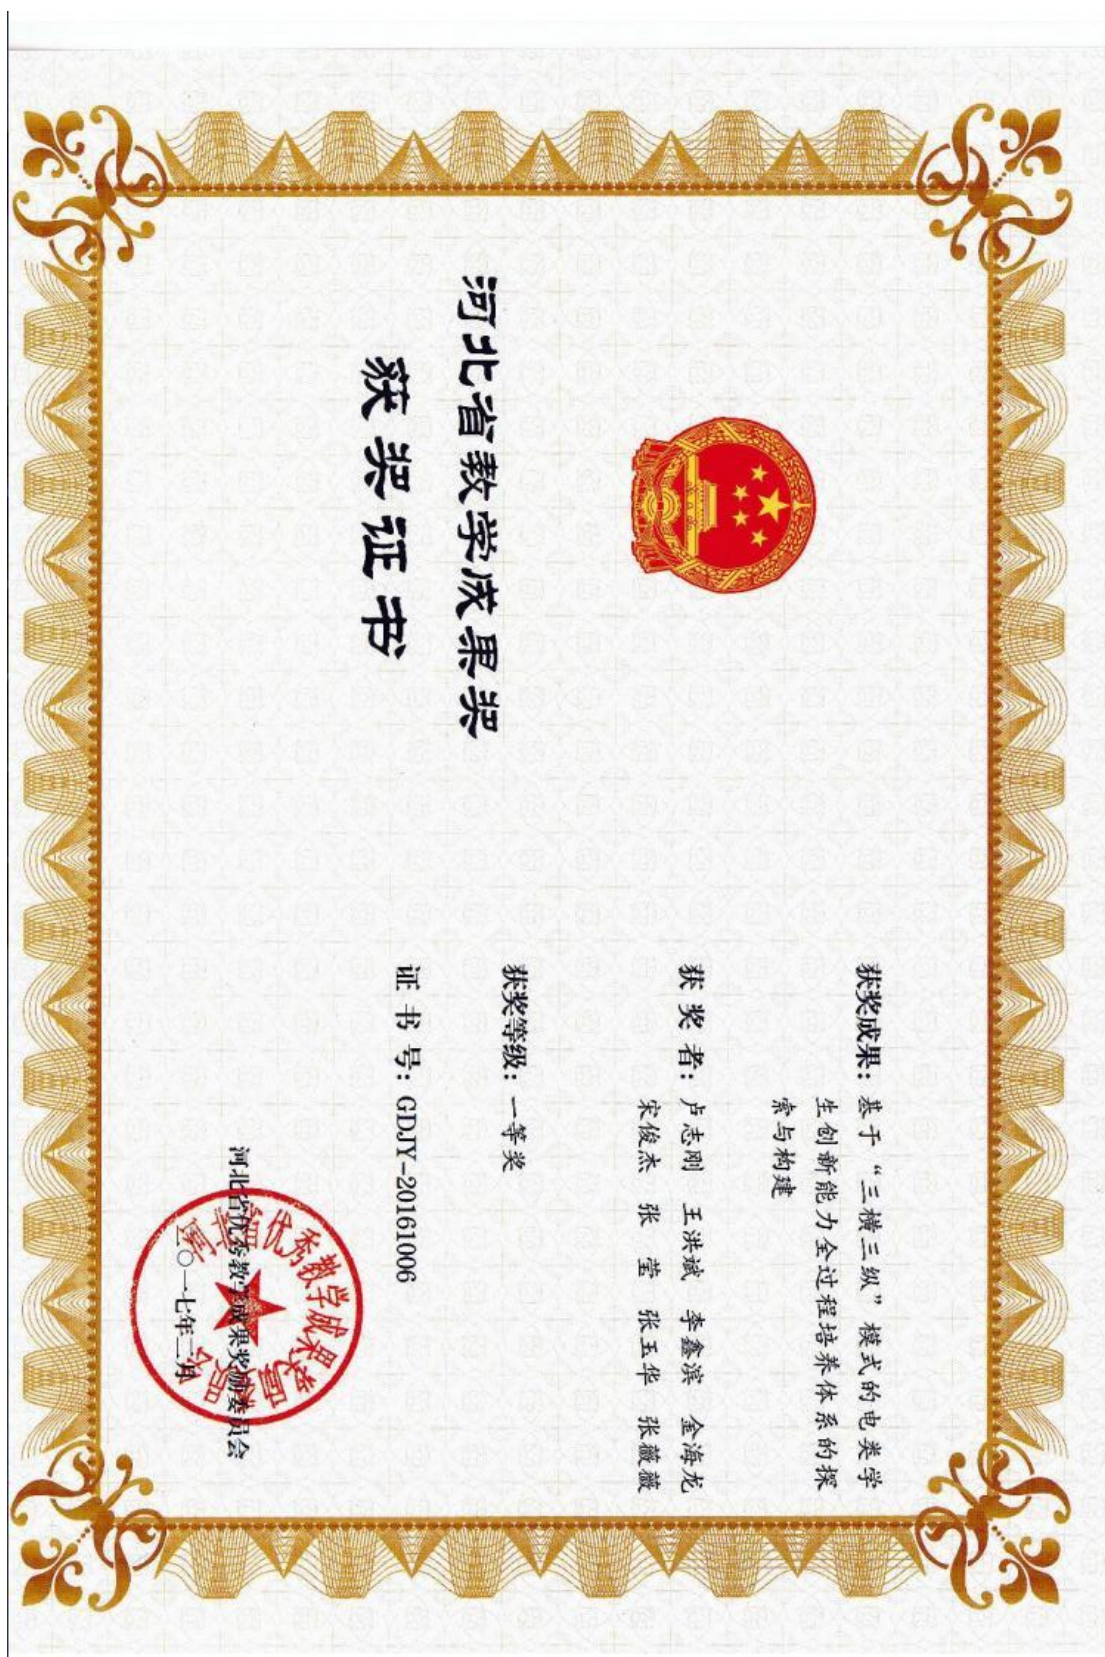 河北省教学成果奖
获奖证书
获奖成果：基于“三横三纵”模式的电类学
生创新能力全过程培养体系的探
索与构建
获 奖 者：卢志刚 王洪斌 李鑫滨 金海龙
宋俊杰 张 莹 张玉华 张薇薇
获奖等级：一等奖
证 书 号：GDJY-20161006
河北省优秀教学成果奖励委员会
二〇一七年二月